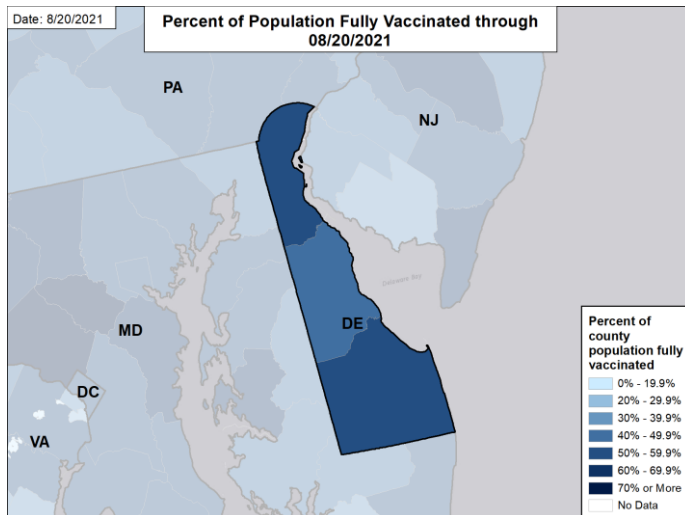 Date: 8/20/2021
Percent of Population Fully Vaccinated through
08/20/2021
PA
NJ
Delaware Bay
DE
MD
DC
VA
Percent of
county
population fully
vaccinated
0% - 19.9%
20% - 29.9%
30% - 39.9%
40% - 49.9%
50% - 59.9%
60% - 69.9%
70% or More
No Data